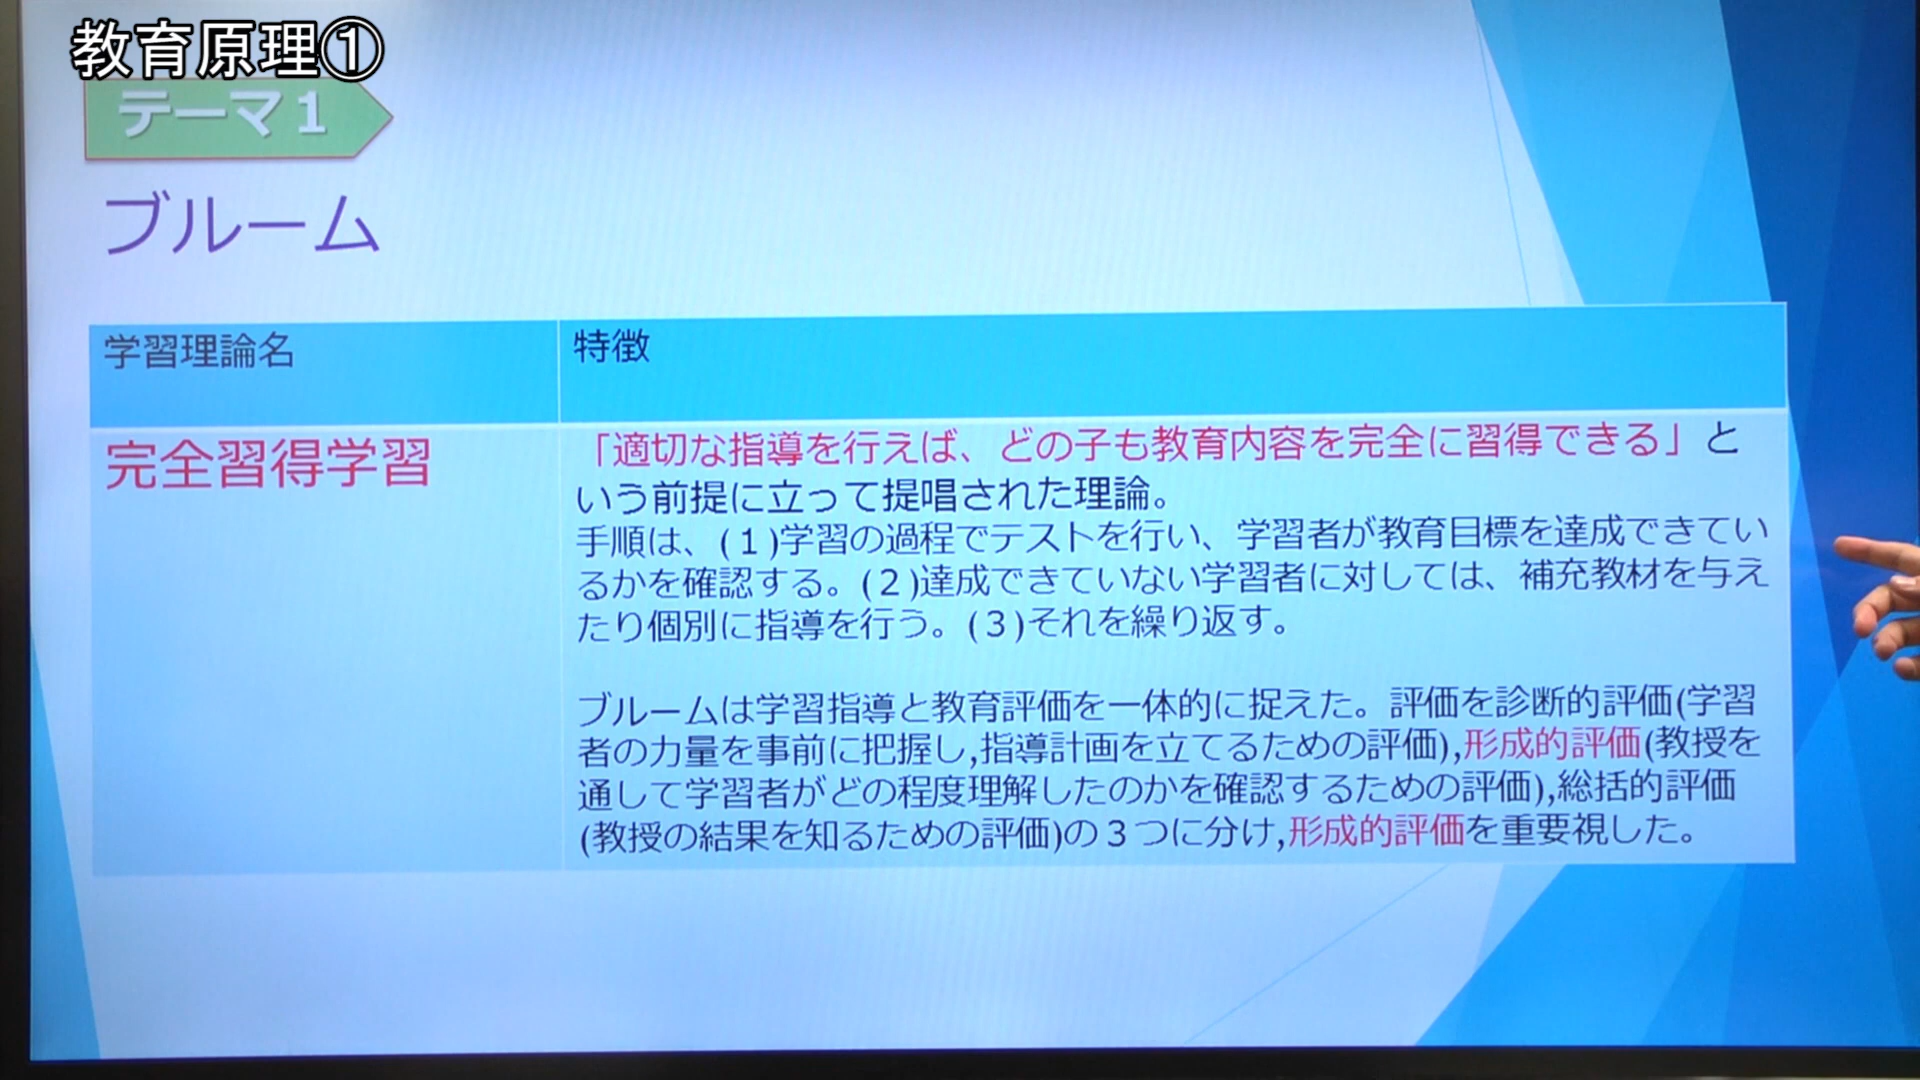 教育原理①
テーマ1
ブルーム
学習理論名
特徴
完全習得学習
「適切な指導を行えば、どの子も教育内容を完全に習得できる」と
いう前提に立って提唱された理論。
手順は、(１)学習の過程でテストを行い、学習者が教育目標を達成できてい
るかを確認する。(２)達成できていない学習者に対しては、補充教材を与え
たり個別に指導を行う。(３)それを繰り返す。
ブルームは学習指導と教育評価を一体的に捉えた。評価を診断的評価(学習
者の力量を事前に把握し,指導計画を立てるための評価),形成的評価(教授を
通して学習者がどの程度理解したのかを確認するための評価),総括的評価
(教授の結果を知るための評価)の３つに分け,形成的評価を重要視した。